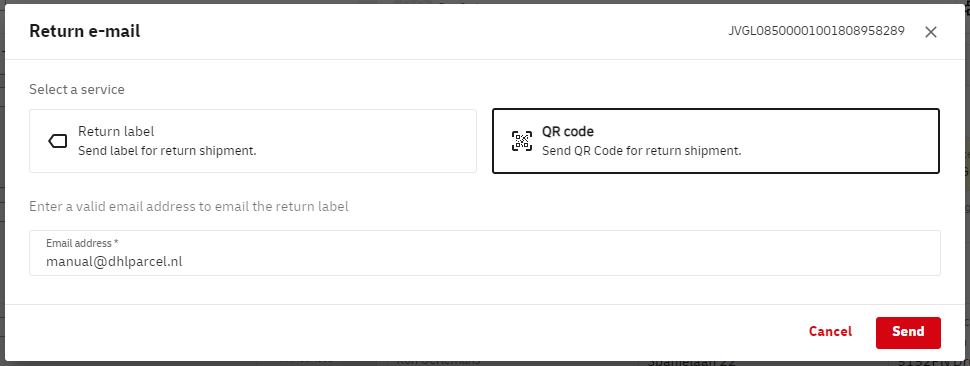 Return e-mail
JVGL08500001001808958289
Select a service
Return label
Send label for return shipment.
QR code
Send QR Code for return shipment.
Enter a valid email address to email the return label
Email address *
manual@dhlparcel.nl
Cancel
Send